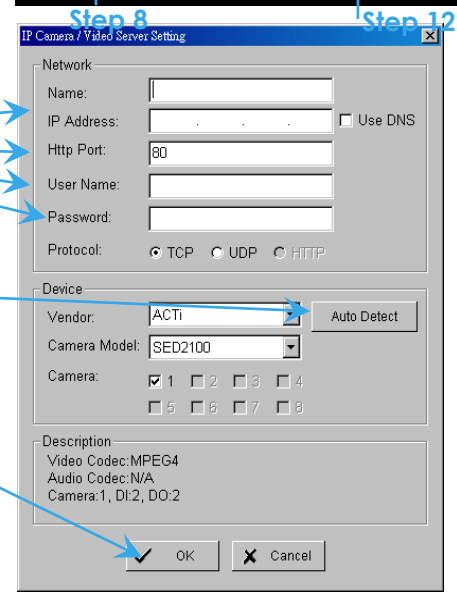 Step 8
Step 12
IP Camera / Video Server Setting
Network
Name:
IP Address: . . . Use DNS
Http Port: 80
User Name:
Password:
Protocol: TCP UDP HTTP
Device
Vendor: ACTi Auto Detect
Camera Model: SED2100
Camera: 1 2 3 4
5 6 7 8
Description
Video Codec:MPEG4
Audio Codec:N/A
Camera:1, DI:2, DO:2
OK Cancel